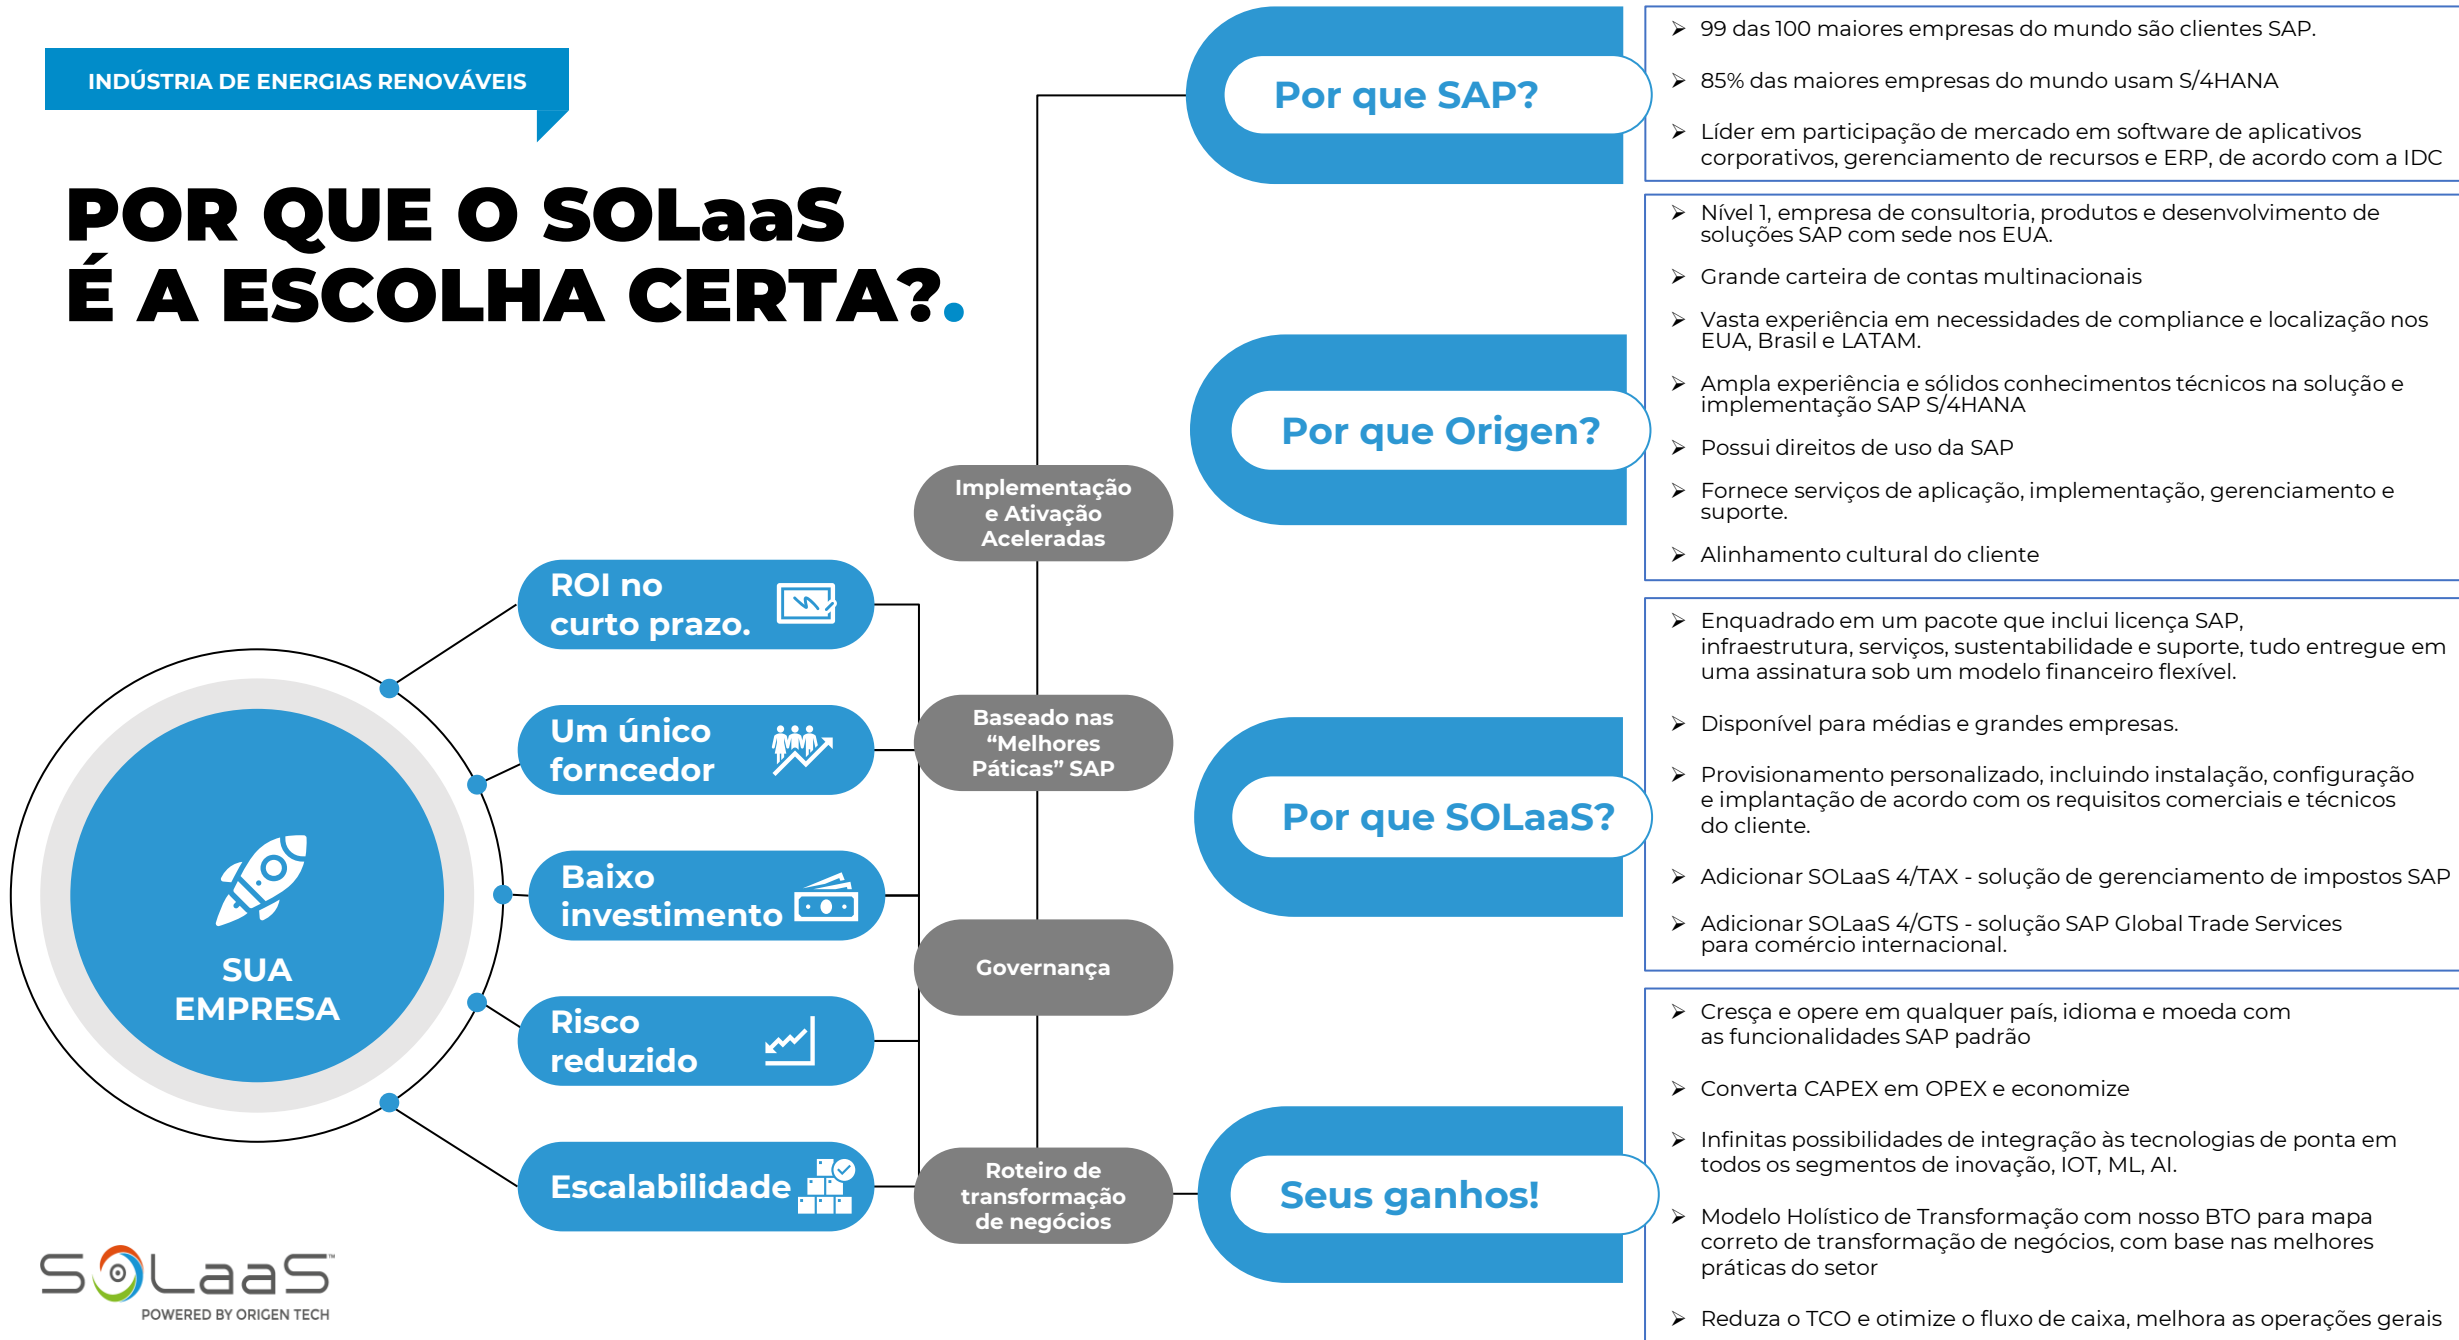 INDÚSTRIA DE ENERGIAS RENOVÁVEIS
POR QUE O SOLaaS
É A ESCOLHA CERTA?.
SUA
EMPRESA
ROI no
curto prazo.
Um único
forncedor
Baixo
investimento
Risco
reduzido
Escalabilidade
Implementação
e Ativação
Aceleradas
Baseado nas
“Melhores
Páticas” SAP
Governança
Roteiro de
transformação
de negócios
Por que SAP?
➢ 99 das 100 maiores empresas do mundo são clientes SAP.
➢ 85% das maiores empresas do mundo usam S/4HANA
➢ Líder em participação de mercado em software de aplicativos
corporativos, gerenciamento de recursos e ERP, de acordo com a IDC
Por que Origen?
➢ Nível 1, empresa de consultoria, produtos e desenvolvimento de
soluções SAP com sede nos EUA.
➢ Grande carteira de contas multinacionais
➢ Vasta experiência em necessidades de compliance e localização nos
EUA, Brasil e LATAM.
➢ Ampla experiência e sólidos conhecimentos técnicos na solução e
implementação SAP S/4HANA
➢ Possui direitos de uso da SAP
➢ Fornece serviços de aplicação, implementação, gerenciamento e
suporte.
➢ Alinhamento cultural do cliente
Por que SOLaaS?
➢ Enquadrado em um pacote que inclui licença SAP,
infraestrutura, serviços, sustentabilidade e suporte, tudo entregue em
uma assinatura sob um modelo financeiro flexível.
➢ Disponível para médias e grandes empresas.
➢ Provisionamento personalizado, incluindo instalação, configuração
e implantação de acordo com os requisitos comerciais e técnicos
do cliente.
➢ Adicionar SOLaaS 4/TAX - solução de gerenciamento de impostos SAP
➢ Adicionar SOLaaS 4/GTS - solução SAP Global Trade Services
para comércio internacional.
Seus ganhos!
➢ Cresça e opere em qualquer país, idioma e moeda com
as funcionalidades SAP padrão
➢ Converta CAPEX em OPEX e economize
➢ Infinitas possibilidades de integração às tecnologias de ponta em
todos os segmentos de inovação, IOT, ML, AI.
➢ Modelo Holístico de Transformação com nosso BTO para mapa
correto de transformação de negócios, com base nas melhores
práticas do setor
➢ Reduza o TCO e otimize o fluxo de caixa, melhora as operações gerais
SOLaaS™
POWERED BY ORIGEN TECH